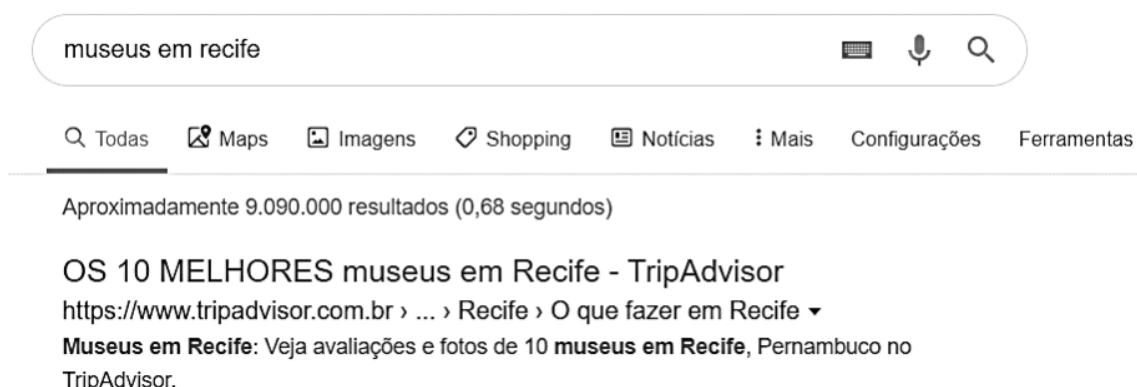 museus em recife
Todas Maps Imagens Shopping Notícias Mais Configurações Ferramentas
Aproximadamente 9.090.000 resultados (0,68 segundos)
OS 10 MELHORES museus em Recife - TripAdvisor
https://www.tripadvisor.com.br › ... › Recife › O que fazer em Recife
Museus em Recife: Veja avaliações e fotos de 10 museus em Recife, Pernambuco no
TripAdvisor.